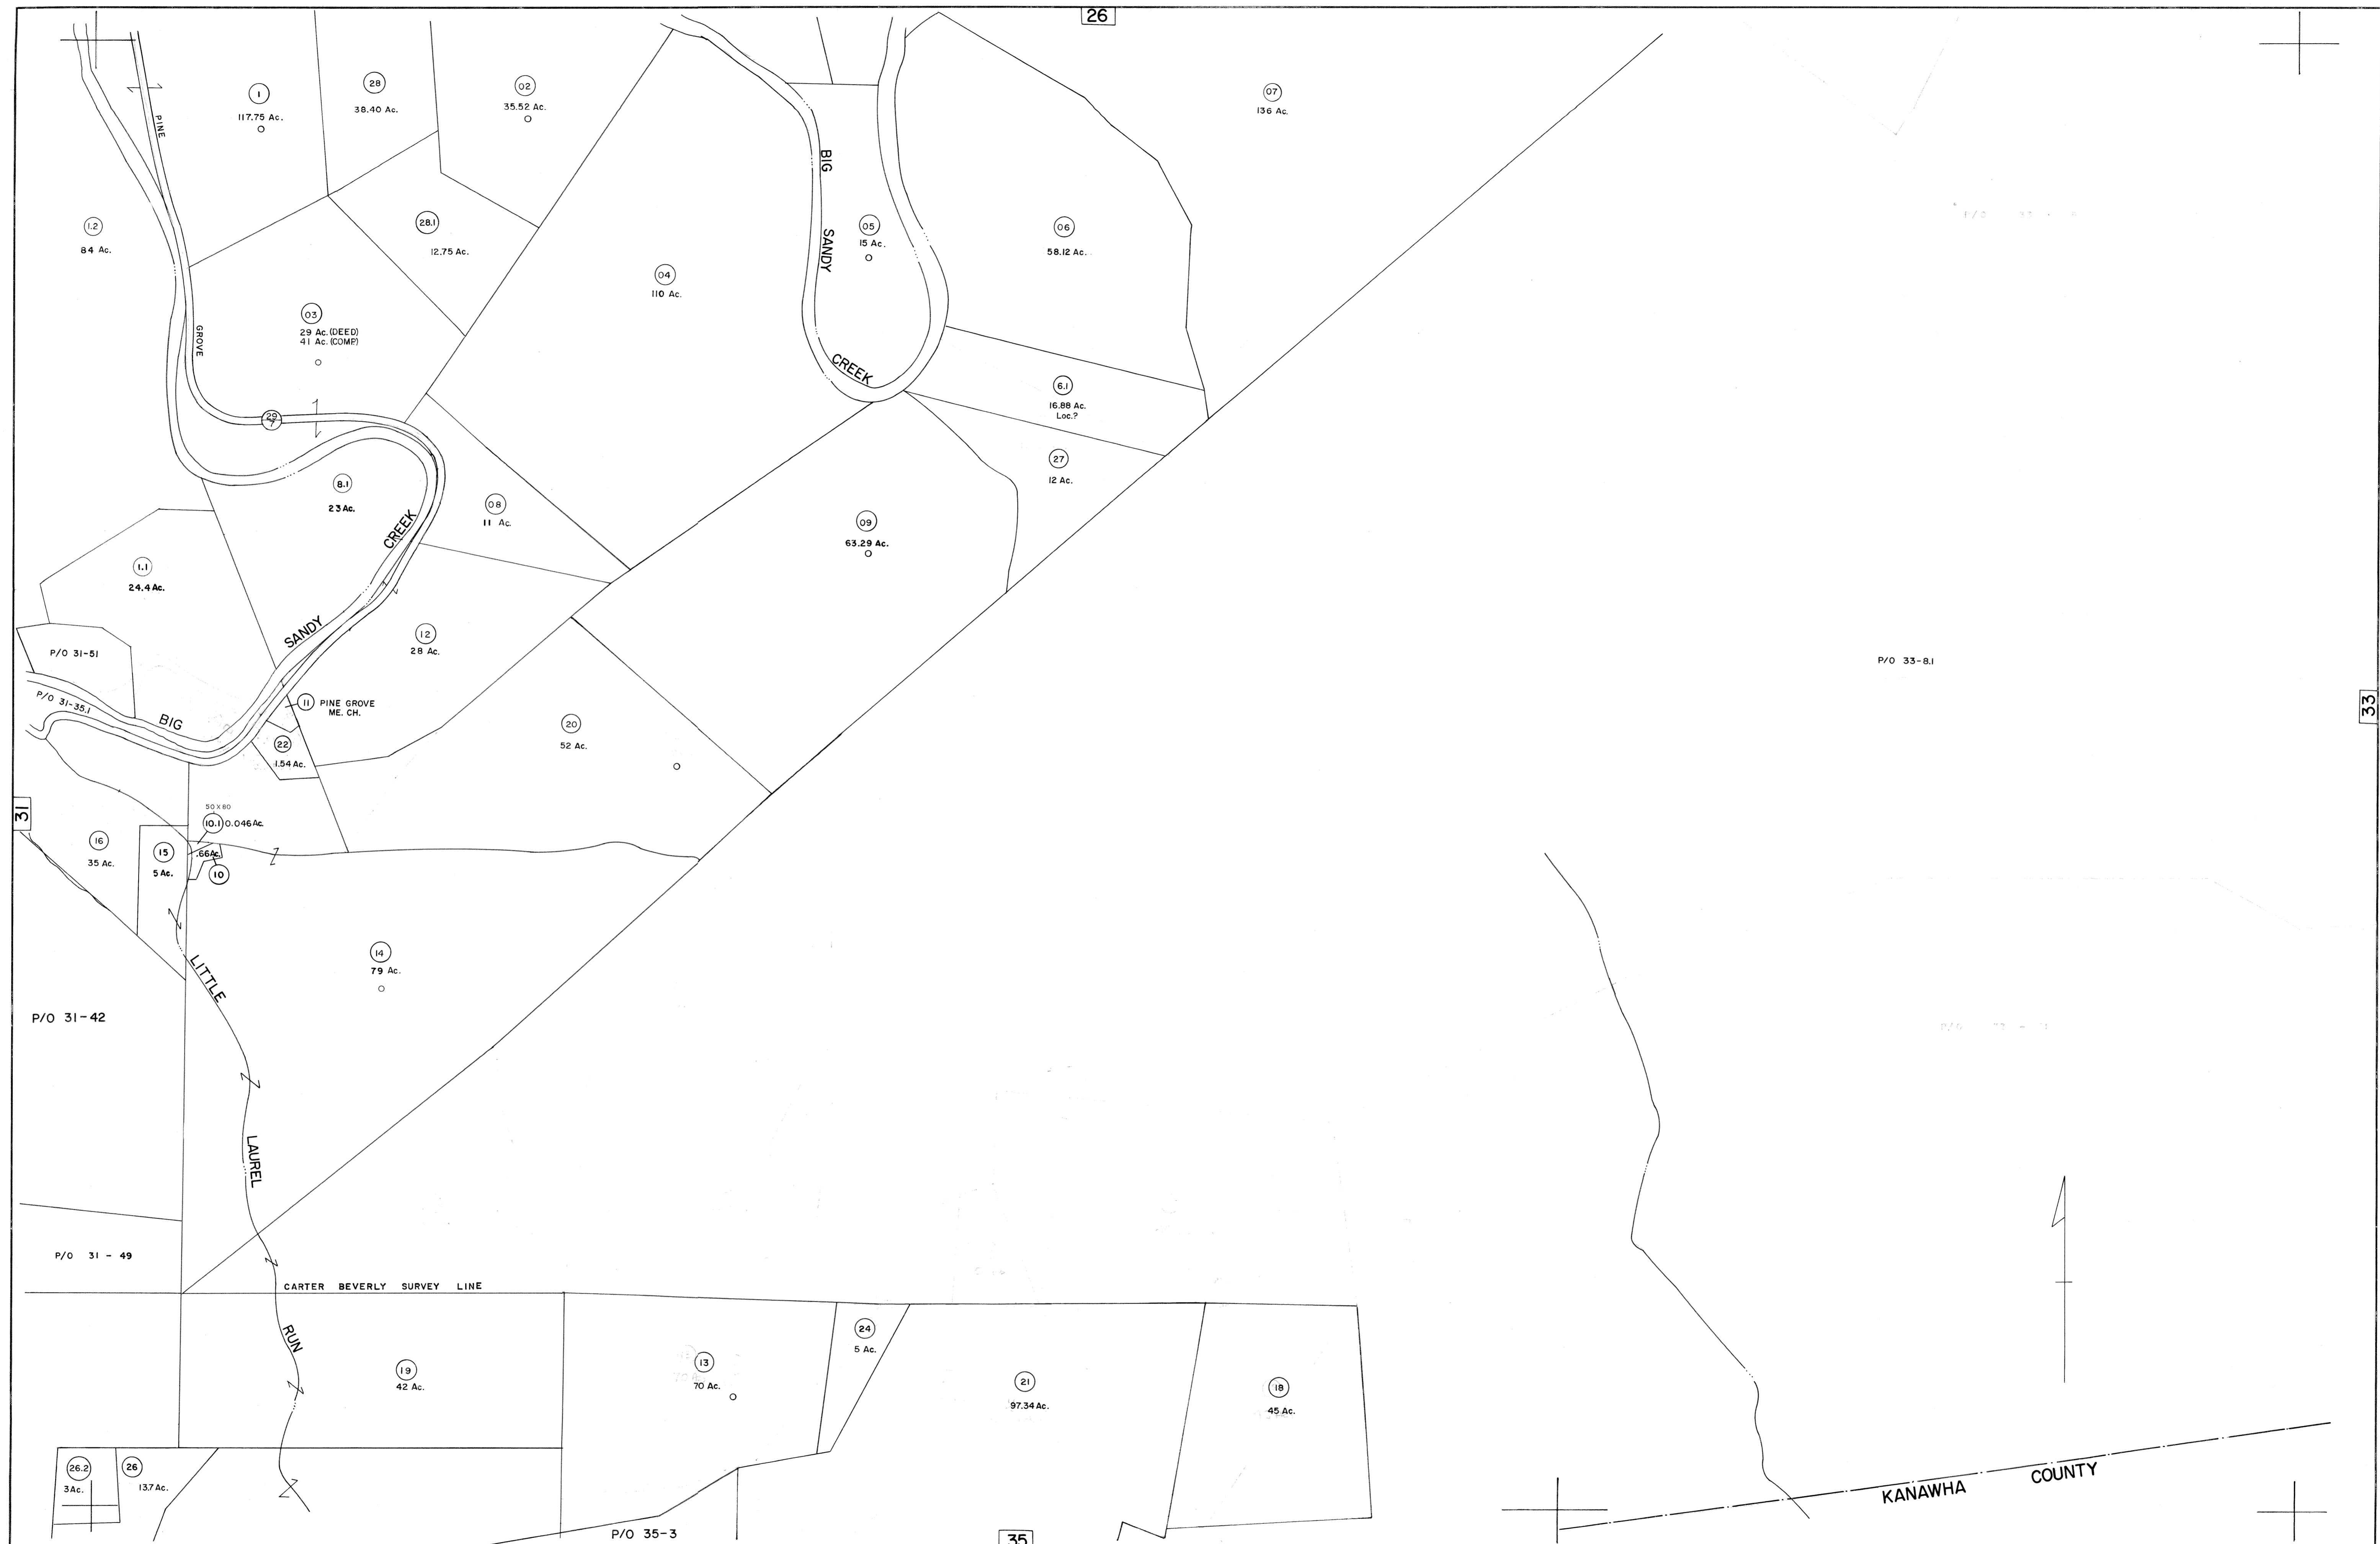 26
1
117.75 Ac.
28
38.40 Ac.
02
35.52 Ac.
07
136 Ac.
PINE
GROVE
1.2
84 Ac.
28.1
12.75 Ac.
03
29 Ac. (DEED)
41 Ac. (COMP.)
04
110 Ac.
BIG
SANDY
CREEK
05
15 Ac.
06
58.12 Ac.
6.1
16.88 Ac.
Loc.?
27
12 Ac.
29
7
8.1
23 Ac.
08
11 Ac.
09
63.29 Ac.
1.1
24.4 Ac.
CREEK
SANDY
BIG
12
28 Ac.
P/O 31-51
P/O 31-35.1
11 PINE GROVE
ME. CH.
22
1.54 Ac.
20
52 Ac.
P/O 33-8.1
33
31
50 X 80
10.1 0.046 Ac.
16
35 Ac.
15
5 Ac.
.66 Ac.
10
14
79 Ac.
P/O 31-42
LITTLE
LAUREL
RUN
P/O 31 - 49
CARTER BEVERLY SURVEY LINE
19
42 Ac.
13
70 Ac.
24
5 Ac.
21
97.34 Ac.
18
45 Ac.
26.2
3 Ac.
26
13.7 Ac.
P/O 35-3
35
KANAWHA COUNTY